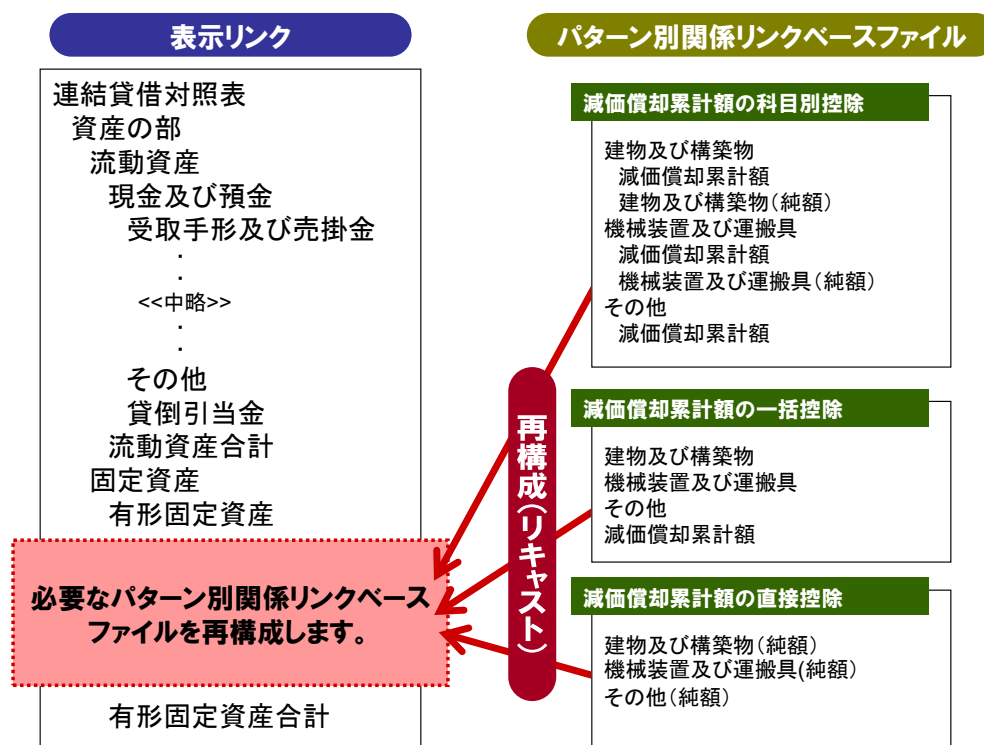 表示リンク
連結貸借対照表
資産の部
流動資産
現金及び預金
受取手形及び売掛金
・
・
<<中略>>
・
・
その他
貸倒引当金
流動資産合計
固定資産
有形固定資産
必要なパターン別関係リンクベース
ファイルを再構成します。
有形固定資産合計
再構成(リキャスト)
パターン別関係リンクベースファイル
減価償却累計額の科目別控除
建物及び構築物
減価償却累計額
建物及び構築物(純額)
機械装置及び運搬具
減価償却累計額
機械装置及び運搬具(純額)
その他
減価償却累計額
減価償却累計額の一括控除
建物及び構築物
機械装置及び運搬具
その他
減価償却累計額
減価償却累計額の直接控除
建物及び構築物(純額)
機械装置及び運搬具(純額)
その他(純額)